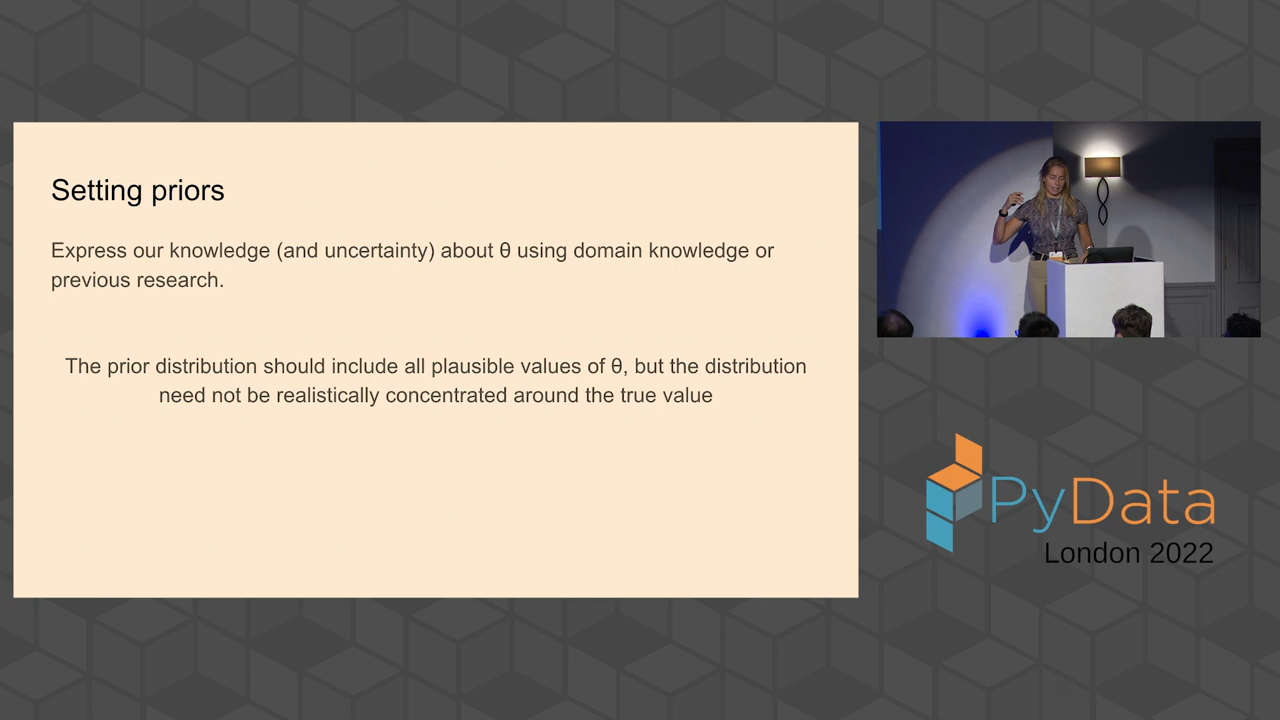 Setting priors
Express our knowledge (and uncertainty) about θ using domain knowledge or
previous research.
The prior distribution should include all plausible values of θ, but the distribution
need not be realistically concentrated around the true value
PyData
London 2022